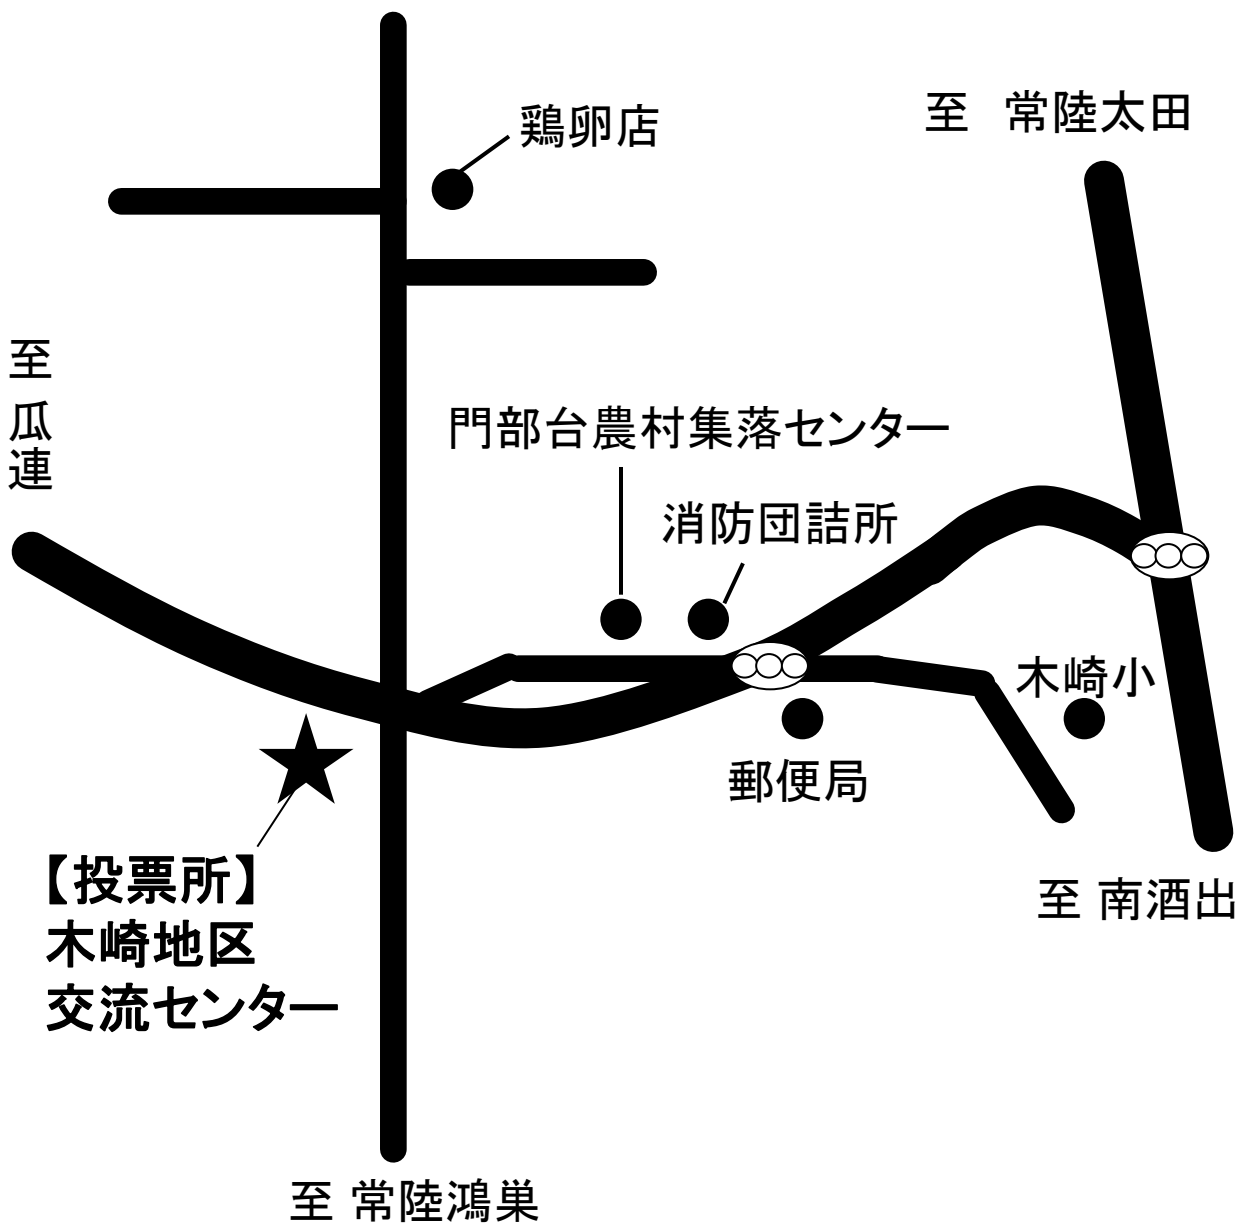 至　常陸太田
鶏卵店
至 瓜連
門部台農村集落センター
消防団詰所
木崎小
郵便局
【投票所】
木崎地区
交流センター
至 南酒出
至 常陸鴻巣